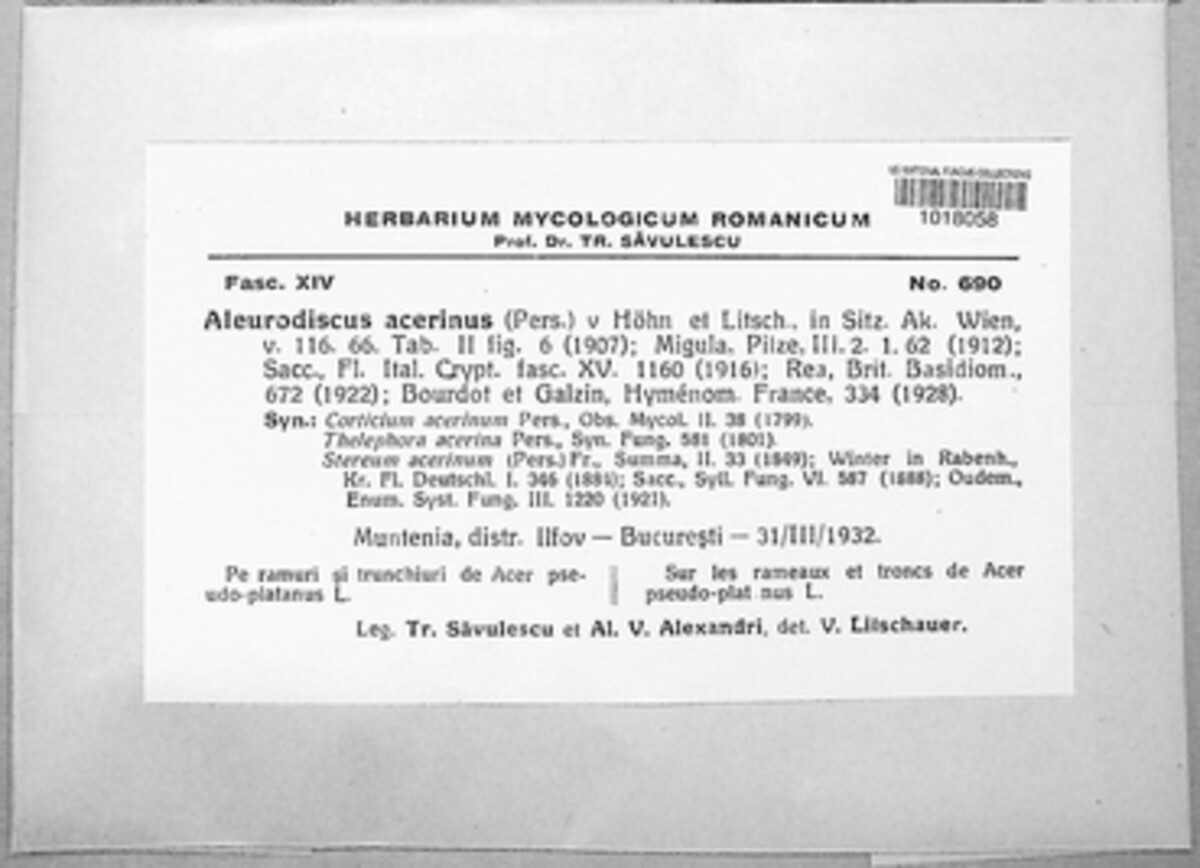 US NATIONAL FUNGUS COLLECTIONS
1018058
HERBARIUM MYCOLOGICUM ROMANICUM
Prof. Dr. TR. SĂVULESCU
Fasc. XIV No. 690
Aleurodiscus acerinus (Pers.) v Höhn et Litsch., in Sitz. Ak. Wien,
v. 116. 66. Tab. II fig. 6 (1907); Migula, Pilze, III. 2. 1. 62 (1912);
Sacc., Fl. Ital. Crypt. fasc. XV. 1160 (1916); Rea, Brit. Basidiom.,
672 (1922); Bourdot et Galzin, Hyménom. France, 334 (1928).
Syn.: Corticium acerinum Pers., Obs. Mycol. II. 38 (1799).
Thelephora acerina Pers., Syn. Fung. 581 (1801).
Stereum acerinum (Pers.) Fr., Summa, II. 33 (1849); Winter in Rabenh.,
Kr. Fl. Deutschl. I. 346 (1884); Sacc., Syll. Fung. VI. 587 (1888); Oudem.,
Enum. Syst. Fung. III. 1220 (1921).
Muntenia, distr. Ilfov — București — 31/III/1932.
Pe ramuri și trunchiuri de Acer pse-
udo-platanus L.
Sur les rameaux et troncs de Acer
pseudo-plat nus L.
Leg. Tr. Săvulescu et Al. V. Alexandri, det. V. Litschauer.